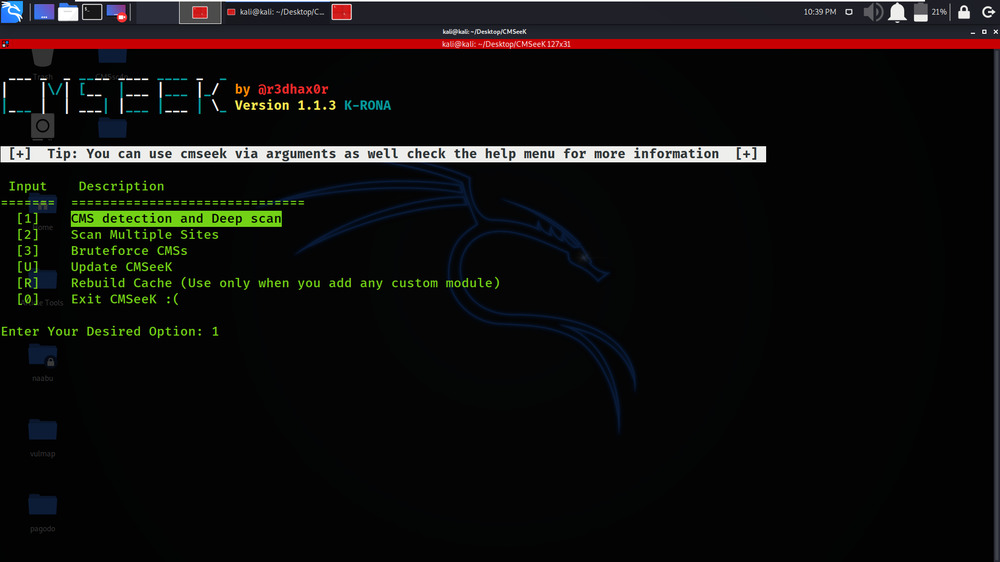 kali@kali: ~/Desktop/C...
10:39 PM
21%
kali@kali: ~/Desktop/CMSeeK
kali@kali: ~/Desktop/CMSeeK 127x31
CMSEEK by @r3dhax0r
Version 1.1.3 K-RONA
[+] Tip: You can use cmseek via arguments as well check the help menu for more information [+]
Input Description
======= ==============================
[1] CMS detection and Deep scan
[2] Scan Multiple Sites
[3] Bruteforce CMSs
[U] Update CMSeeK
[R] Rebuild Cache (Use only when you add any custom module)
[0] Exit CMSeeK :(
Enter Your Desired Option: 1
naabu
vulmap
pagodo